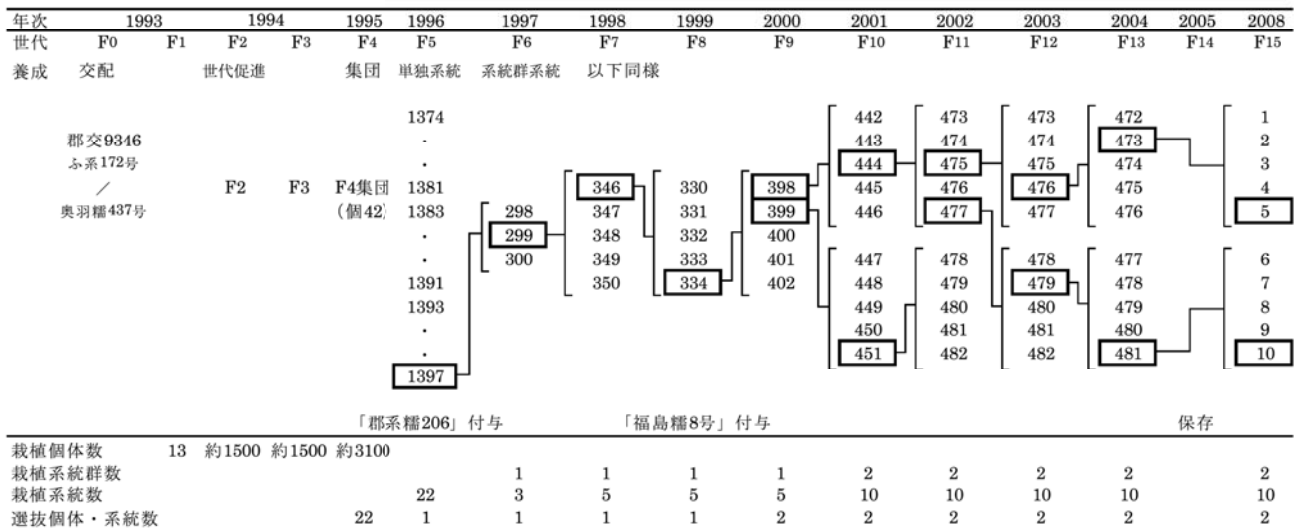 年次 1993 1994 1995 1996 1997 1998 1999 2000 2001 2002 2003 2004 2005 2008
世代 F0 F1 F2 F3 F4 F5 F6 F7 F8 F9 F10 F11 F12 F13 F14 F15
養成 交配 世代促進 集団 単独系統 系統群系統 以下同様
1374 442 473 473 472 1
郡交9346 · 443 474 474 473 2
ふ系172号 · 444 475 475 474 3
／ F2 F3 F4集団 1381 346 330 398 445 476 476 475 4
奥羽糯437号 (個42) 1383 298 347 331 399 446 477 477 476 5
· 299 348 332 400
· 300 349 333 401 447 478 478 477 6
1391 350 334 402 448 479 479 478 7
1393 449 480 480 479 8
· 450 481 481 480 9
· 451 482 482 481 10
1397
「郡系糯206」付与 「福島糯8号」付与 保存
栽植個体数 13 約1500 約1500 約3100
栽植系統群数 1 1 1 1 2 2 2 2 2
栽植系統数 22 3 5 5 5 10 10 10 10 10
選抜個体・系統数 22 1 1 1 1 2 2 2 2 2 2